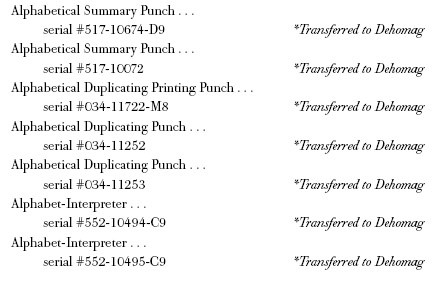 Alphabetical Summary Punch . . .
serial #517-10674-D9 *Transferred to Dehomag
Alphabetical Summary Punch . . .
serial #517-10072 *Transferred to Dehomag
Alphabetical Duplicating Printing Punch . . .
serial #034-11722-M8 *Transferred to Dehomag
Alphabetical Duplicating Punch . . .
serial #034-11252 *Transferred to Dehomag
Alphabetical Duplicating Punch . . .
serial #034-11253 *Transferred to Dehomag
Alphabet-Interpreter . . .
serial #552-10494-C9 *Transferred to Dehomag
Alphabet-Interpreter . . .
serial #552-10495-C9 *Transferred to Dehomag